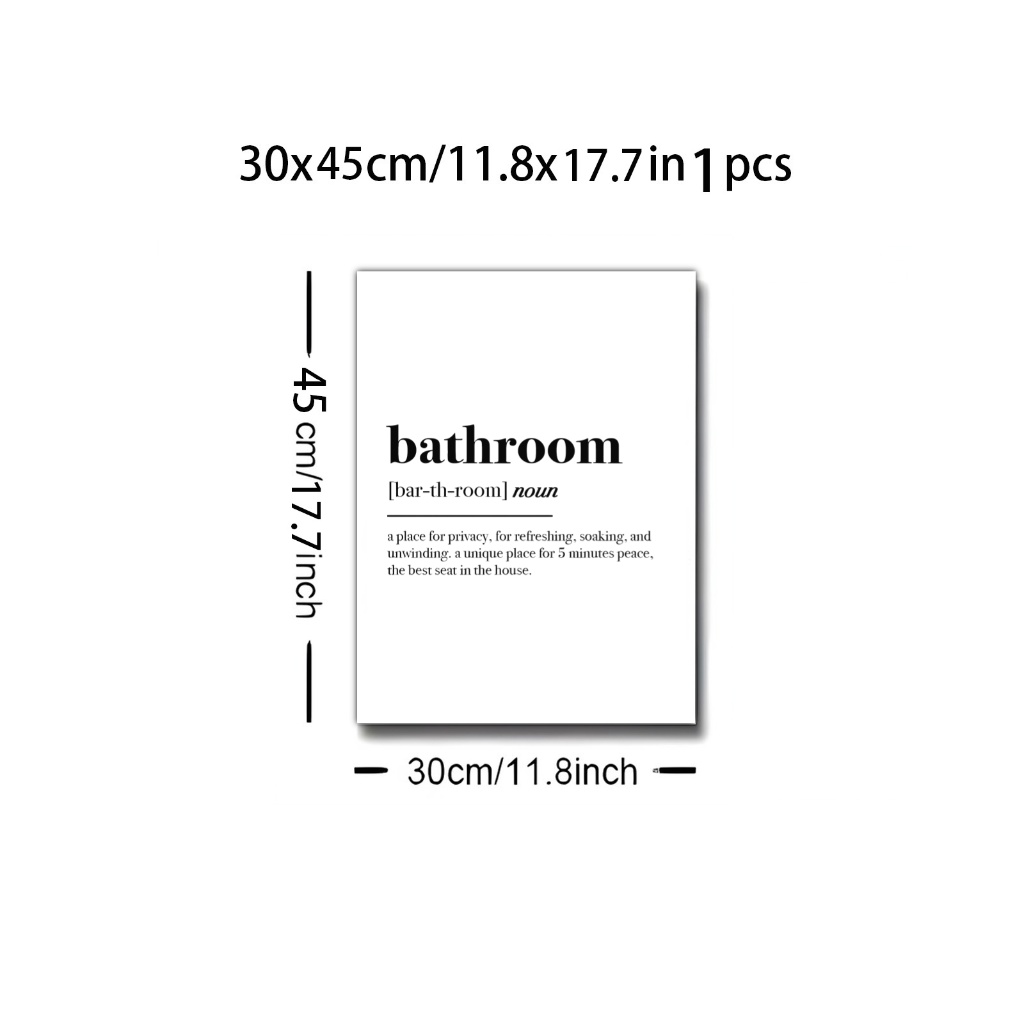 30x45cm/11.8x17.7in 1 pcs
45 cm/17.7inch
bathroom
[bar-th-room] noun
a place for privacy, for refreshing, soaking, and
unwinding. a unique place for 5 minutes peace,
the best seat in the house.
30cm/11.8inch